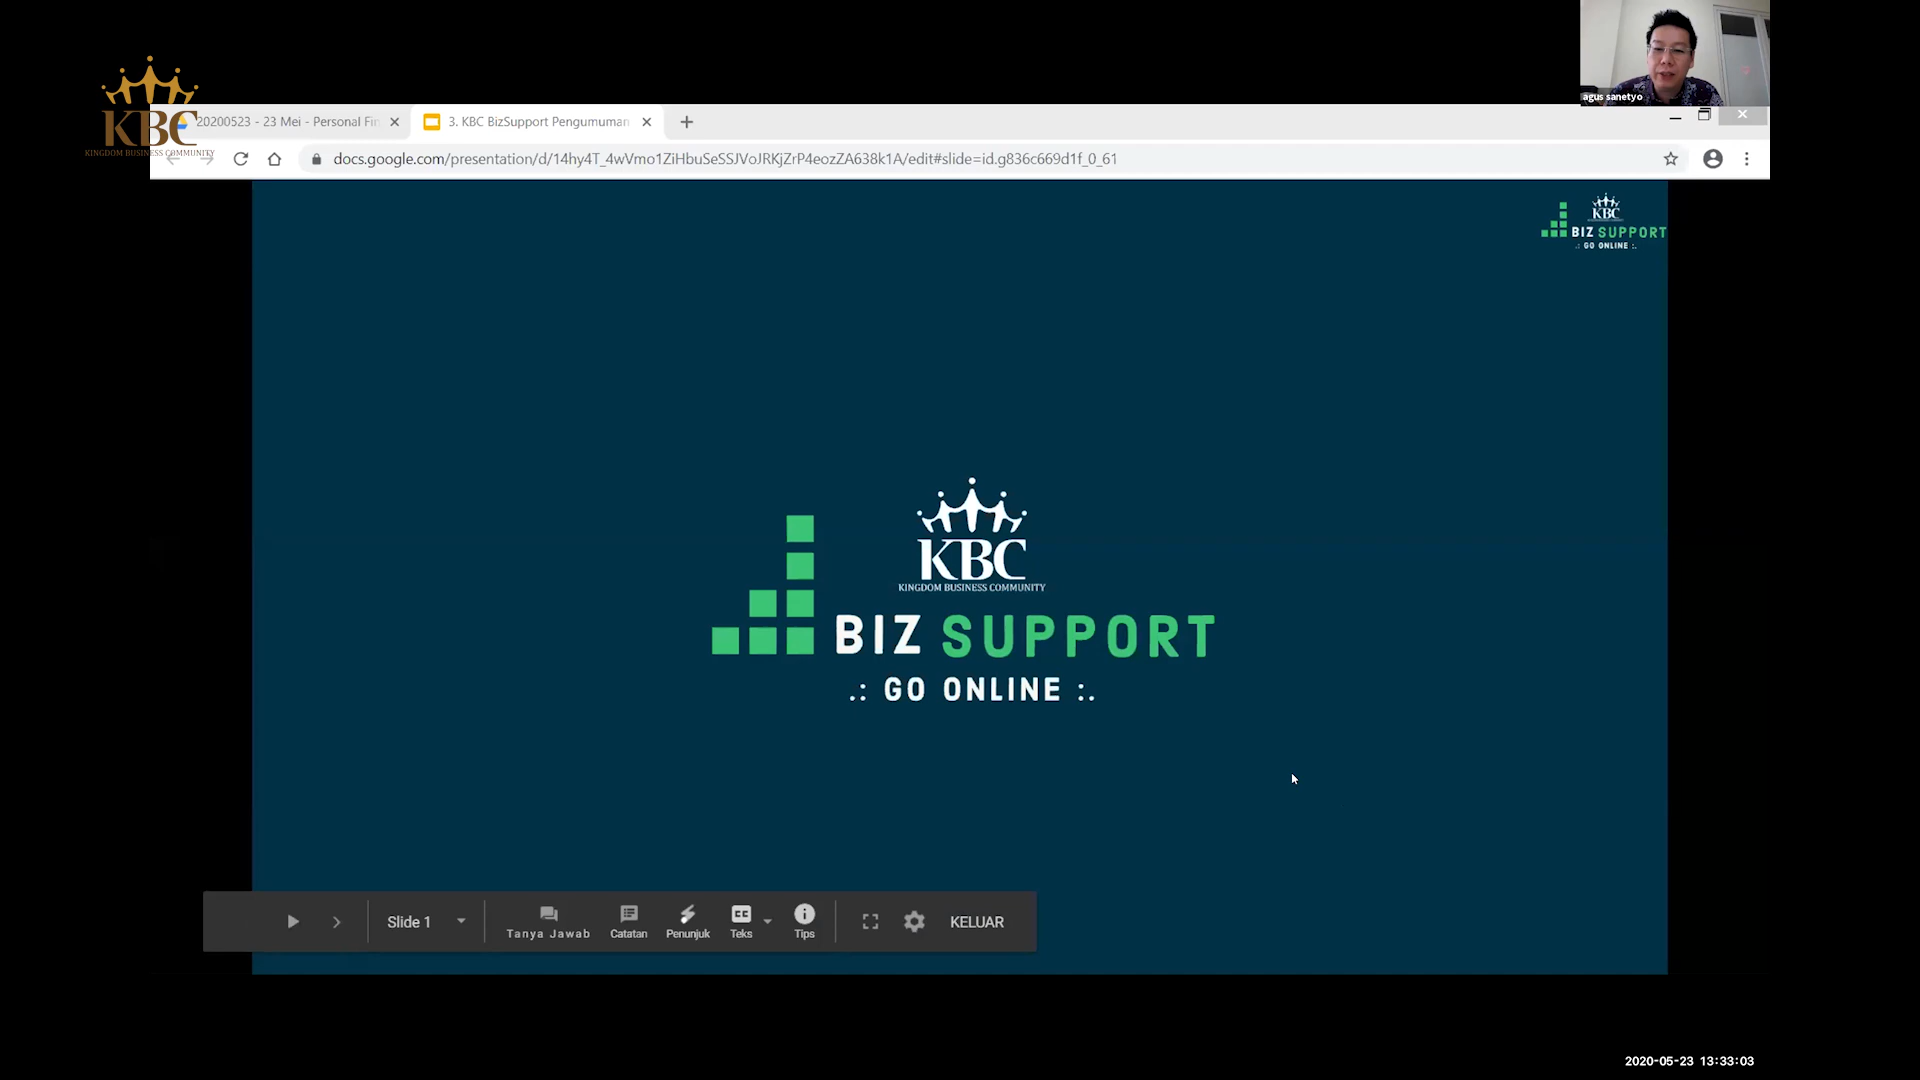 agus sanetyo
KBC
KINGDOM BUSINESS COMMUNITY
20200523 - 23 Mei - Personal Fin
3. KBC BizSupport Pengumuman
docs.google.com/presentation/d/14hy4T_4wVmo1ZiHbuSeSSJVoJRKjZrP4eozZA638k1A/edit#slide=id.g836c669d1f_0_61
KBC
BIZ SUPPORT
.: GO ONLINE :.
KBC
KINGDOM BUSINESS COMMUNITY
BIZ SUPPORT
.: GO ONLINE :.
Slide 1
Tanya Jawab
Catatan
Penunjuk
CC
Teks
Tips
KELUAR
2020-05-23 13:33:03